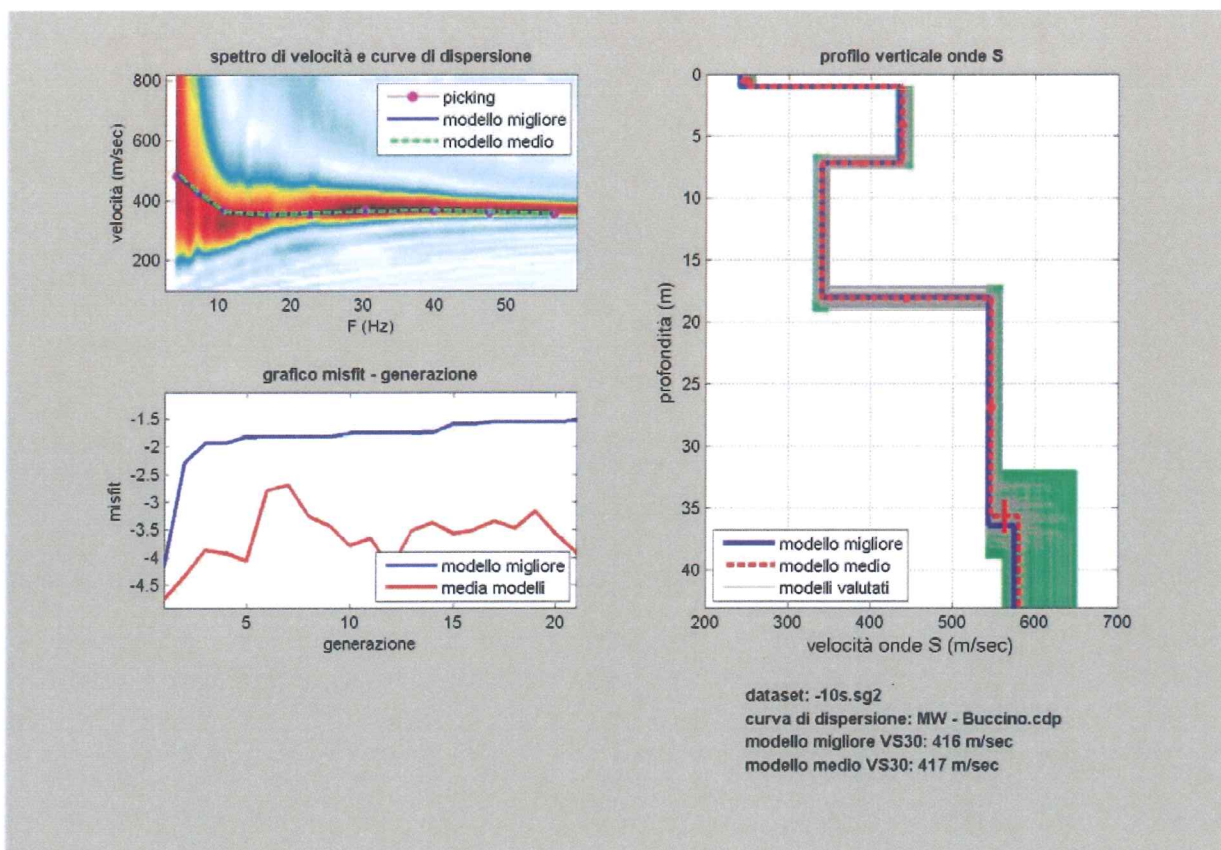 spettro di velocità e curve di dispersione
800
600
400
200
velocità (m/sec)
picking
modello migliore
modello medio
10
20
30
40
50
F (Hz)
grafico misfit - generazione
-1.5
-2
-2.5
-3
-3.5
-4
-4.5
misfit
modello migliore
media modelli
5
10
15
20
generazione
profilo verticale onde S
0
5
10
15
20
25
30
35
40
profondità (m)
modello migliore
modello medio
modelli valutati
200
300
400
500
600
700
velocità onde S (m/sec)
dataset: -10s.sg2
curva di dispersione: MW - Buccino.cdp
modello migliore VS30: 416 m/sec
modello medio VS30: 417 m/sec